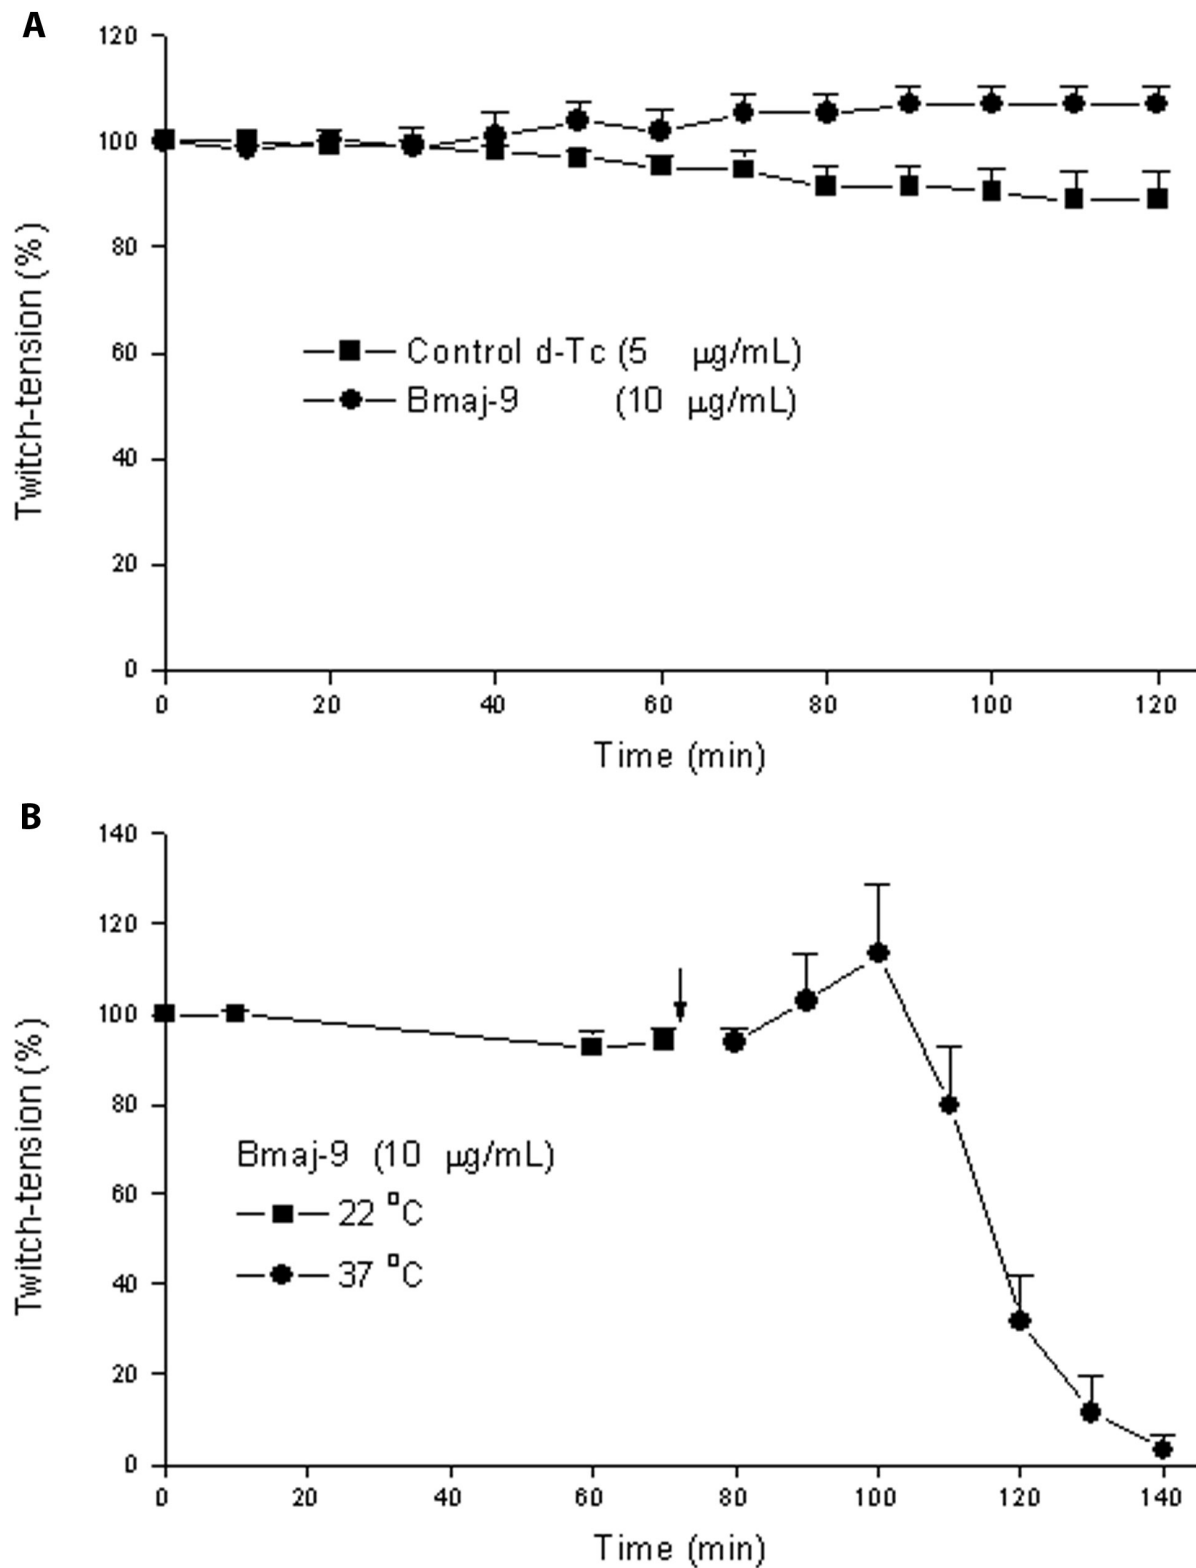 A
120
100
80
60
40
20
0
Twitch-tension (%)
Control d-Tc (5 µg/mL)
Bmaj-9 (10 µg/mL)
0 20 40 60 80 100 120
Time (min)
B
140
120
100
80
60
40
20
0
Twitch-tension (%)
Bmaj-9 (10 µg/mL)
22 °C
37 °C
0 20 40 60 80 100 120 140
Time (min)